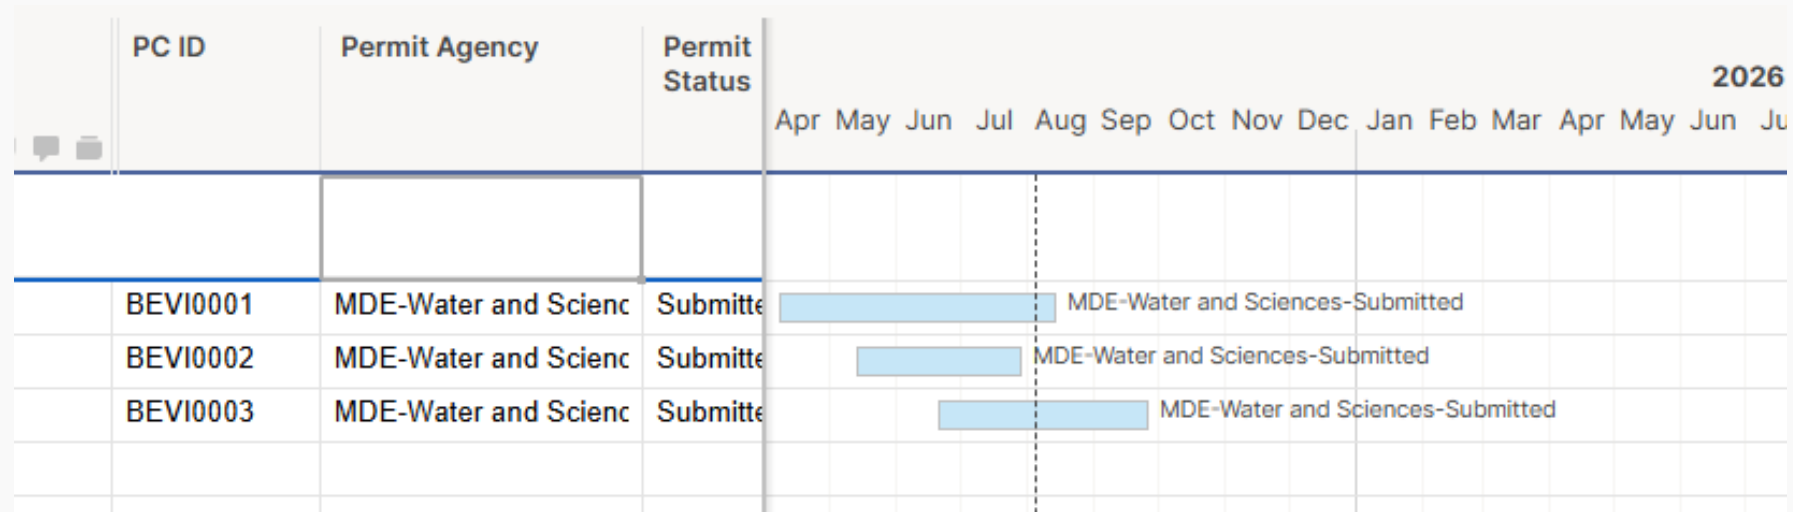 PC ID Permit Agency Permit Status
2026
Apr May Jun Jul Aug Sep Oct Nov Dec Jan Feb Mar Apr May Jun Ju
BEVI0001 MDE-Water and Scienc Submitte MDE-Water and Sciences-Submitted
BEVI0002 MDE-Water and Scienc Submitte MDE-Water and Sciences-Submitted
BEVI0003 MDE-Water and Scienc Submitte MDE-Water and Sciences-Submitted